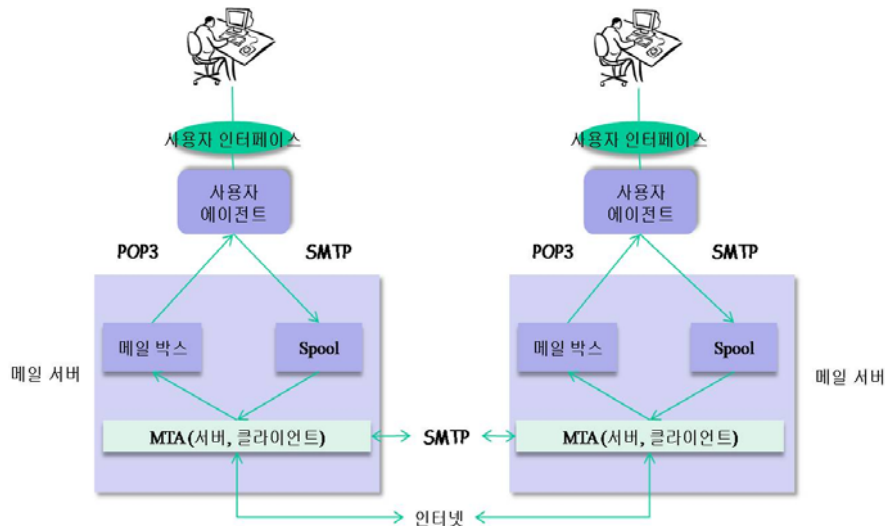 사용자 인터페이스 사용자 인터페이스
사용자 사용자
에이전트 에이전트
POP3 SMTP POP3 SMTP
메일 박스 Spool 메일 박스 Spool
메일 서버 메일 서버
MTA(서버, 클라이언트) SMTP MTA(서버, 클라이언트)
인터넷